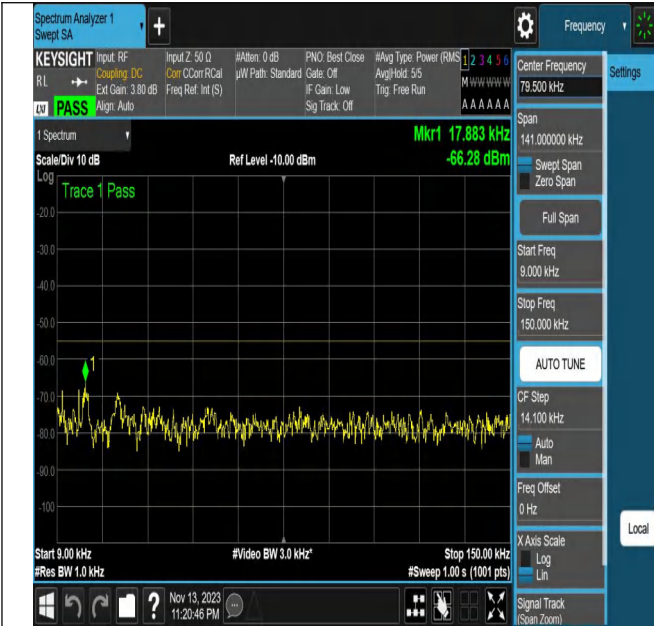 Spectrum Analyzer 1
Swept SA
+
Frequency
KEYSIGHT
RL
LXI
PASS
Input: RF
Coupling: DC
Ext Gain: 3.80 dB
Align: Auto
Input Z: 50 Ω
Corr CCorr RCal
Freq Ref: Int (S)
#Atten: 0 dB
µW Path: Standard
PNO: Best Close
Gate: Off
IF Gain: Low
Sig Track: Off
#Avg Type: Power (RMS
Avg|Hold: 5/5
Trig: Free Run
1 2 3 4 5 6
M W W W W W
A A A A A A
1 Spectrum
Scale/Div 10 dB
Ref Level -10.00 dBm
Mkr1 17.883 kHz
-66.28 dBm
Log
Trace 1 Pass
-20.0
-30.0
-40.0
-50.0
-60.0
-70.0
-80.0
-90.0
-100
1
Start 9.00 kHz
#Res BW 1.0 kHz
#Video BW 3.0 kHz*
Stop 150.00 kHz
#Sweep 1.00 s (1001 pts)
?
Nov 13, 2023
11:20:46 PM
Center Frequency
79.500 kHz
Settings
Span
141.000000 kHz
Swept Span
Zero Span
Full Span
Start Freq
9.000 kHz
Stop Freq
150.000 kHz
AUTO TUNE
CF Step
14.100 kHz
Auto
Man
Freq Offset
0 Hz
Local
X Axis Scale
Log
Lin
Signal Track
(Span Zoom)